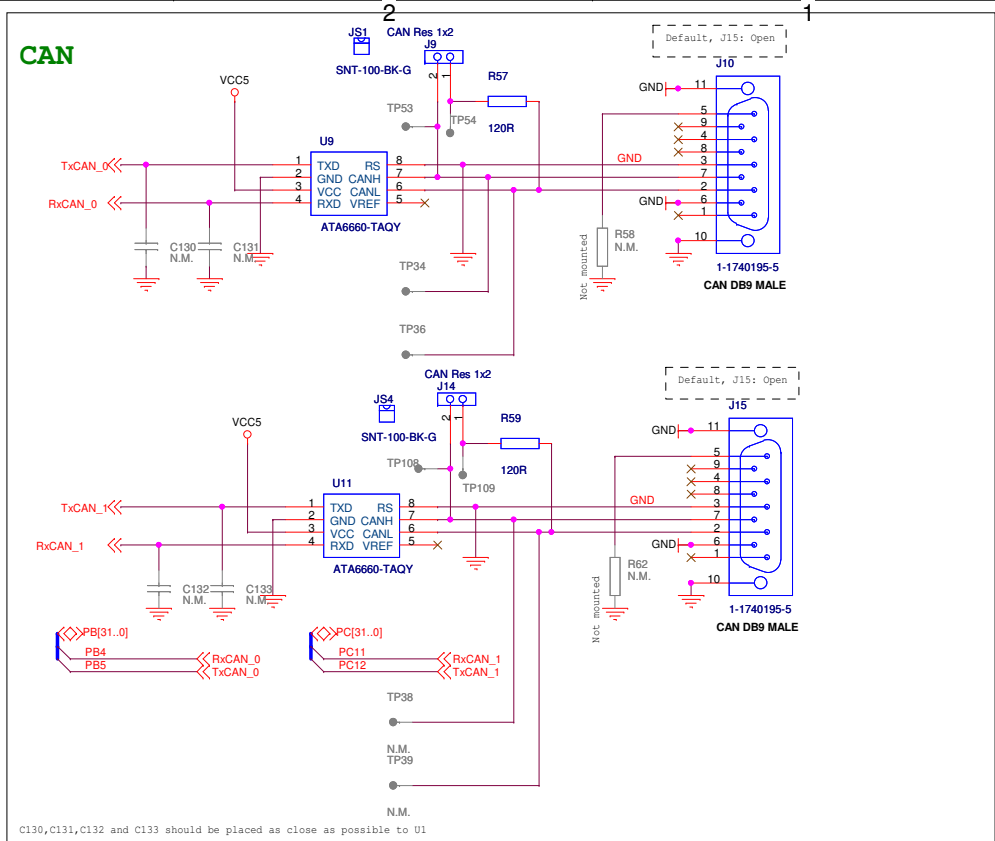 2
1
CAN
JS1
SNT-100-BK-G
CAN Res 1x2
J9
2
1
R57
120R
Default, J15: Open
J10
VCC5
TP53
TP54
U9
TxCAN_0
RxCAN_0
1 TXD RS 8
2 GND CANH 7
3 VCC CANL 6
4 RXD VREF 5
ATA6660-TAQY
GND
GND 11
5
9
4
8
3
7
2
GND 6
1
10
C130
N.M.
C131
N.M.
R58
N.M.
Not mounted
1-1740195-5
CAN DB9 MALE
TP34
TP36
CAN Res 1x2
J14
2
1
JS4
SNT-100-BK-G
R59
120R
Default, J15: Open
J15
VCC5
TP108
TP109
U11
TxCAN_1
RxCAN_1
1 TXD RS 8
2 GND CANH 7
3 VCC CANL 6
4 RXD VREF 5
ATA6660-TAQY
GND
GND 11
5
9
4
8
3
7
2
GND 6
1
10
C132
N.M.
C133
N.M.
R62
N.M.
Not mounted
1-1740195-5
CAN DB9 MALE
PB[31..0]
PB4 RxCAN_0
PB5 TxCAN_0
PC[31..0]
PC11 RxCAN_1
PC12 TxCAN_1
TP38
N.M.
TP39
N.M.
C130,C131,C132 and C133 should be placed as close as possible to U1